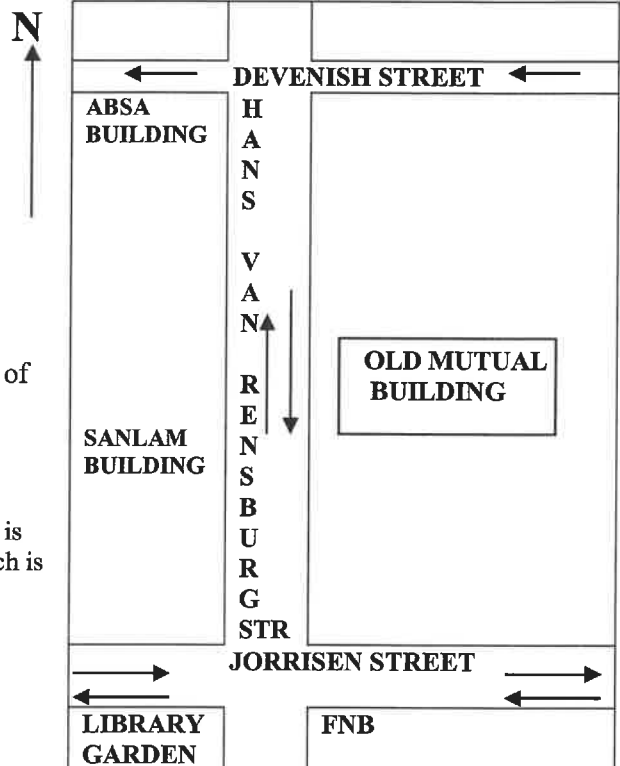 N
DEVENISH STREET
ABSA
BUILDING
H
A
N
S
V
A
N
R
E
N
S
B
U
R
G
STR
OLD MUTUAL
BUILDING
of
SANLAM
BUILDING
is
ch is
JORRISEN STREET
LIBRARY
GARDEN
FNB